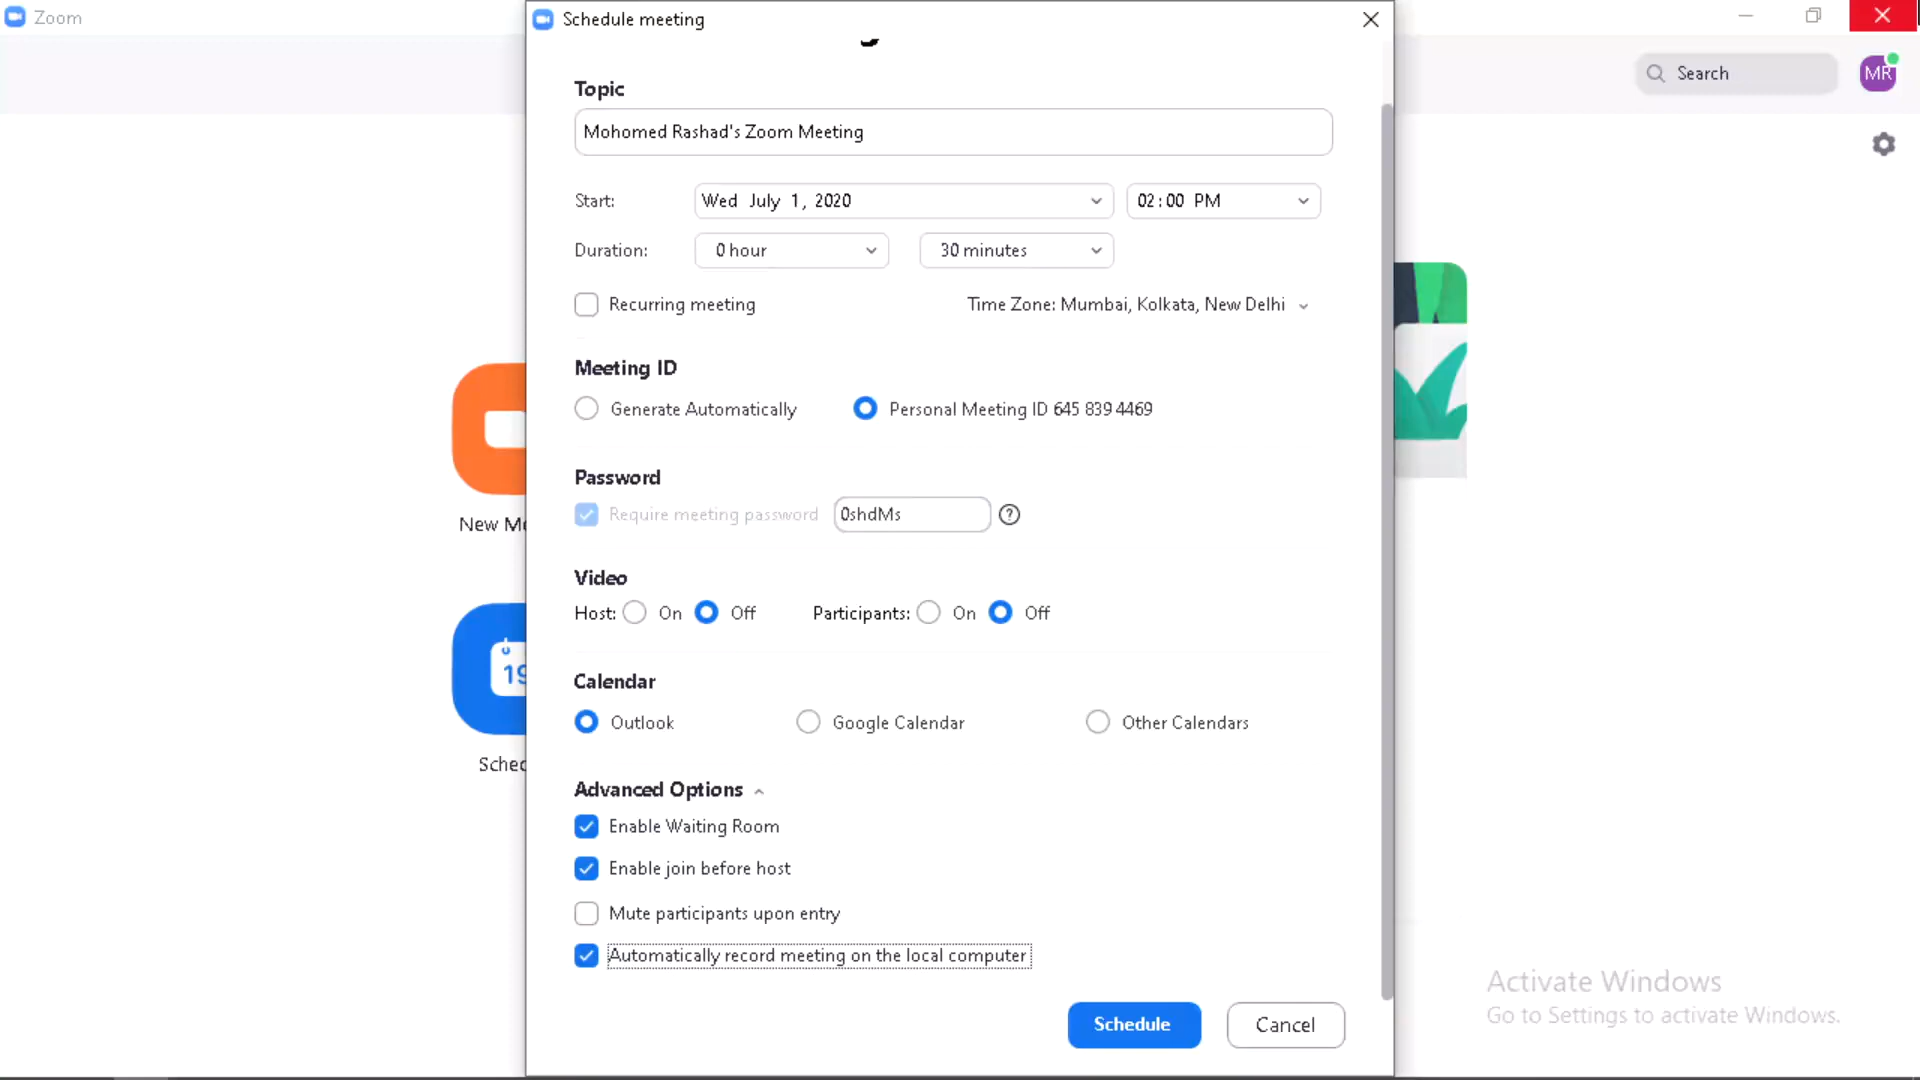 Zoom
Schedule meeting
Search
MR
Topic
Mohomed Rashad's Zoom Meeting
Start: Wed July 1, 2020 02:00 PM
Duration: 0 hour 30 minutes
Recurring meeting Time Zone: Mumbai, Kolkata, New Delhi
Meeting ID
Generate Automatically Personal Meeting ID 645 839 4469
Password
Require meeting password 0shdMs
Video
Host: On Off Participants: On Off
Calendar
Outlook Google Calendar Other Calendars
Advanced Options
Enable Waiting Room
Enable join before host
Mute participants upon entry
Automatically record meeting on the local computer
Schedule Cancel
New
19
Activate Windows
Go to Settings to activate Windows.